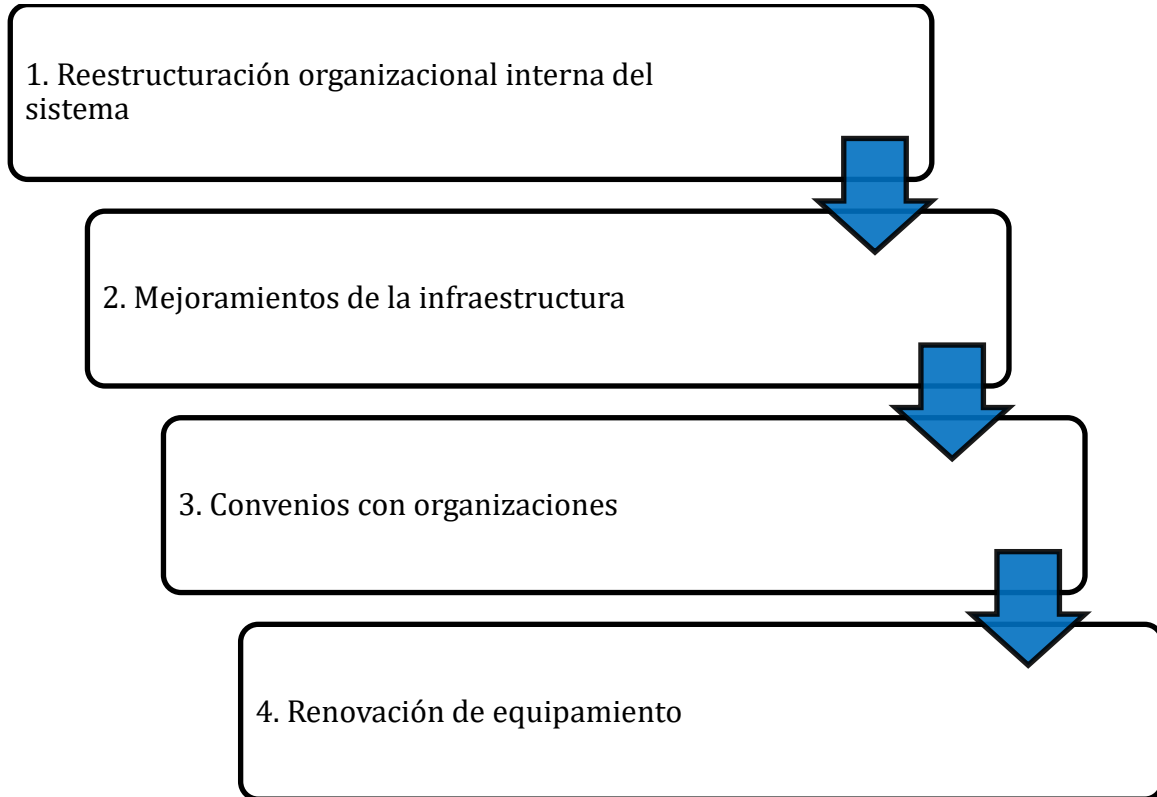 1. Reestructuración organizacional interna del
sistema
2. Mejoramientos de la infraestructura
3. Convenios con organizaciones
4. Renovación de equipamiento